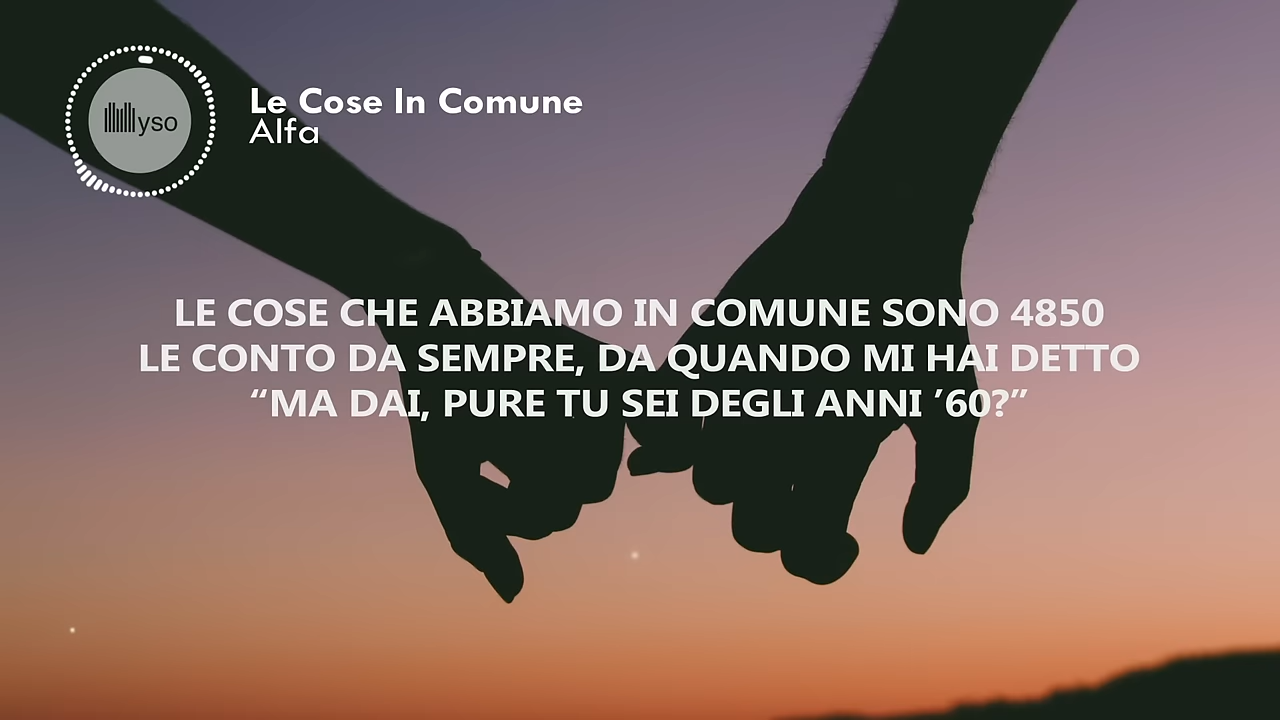 yso
Le Cose In Comune
Alfa
LE COSE CHE ABBIAMO IN COMUNE SONO 4850
LE CONTO DA SEMPRE, DA QUANDO MI HAI DETTO
“MA DAI, PURE TU SEI DEGLI ANNI ’60?”